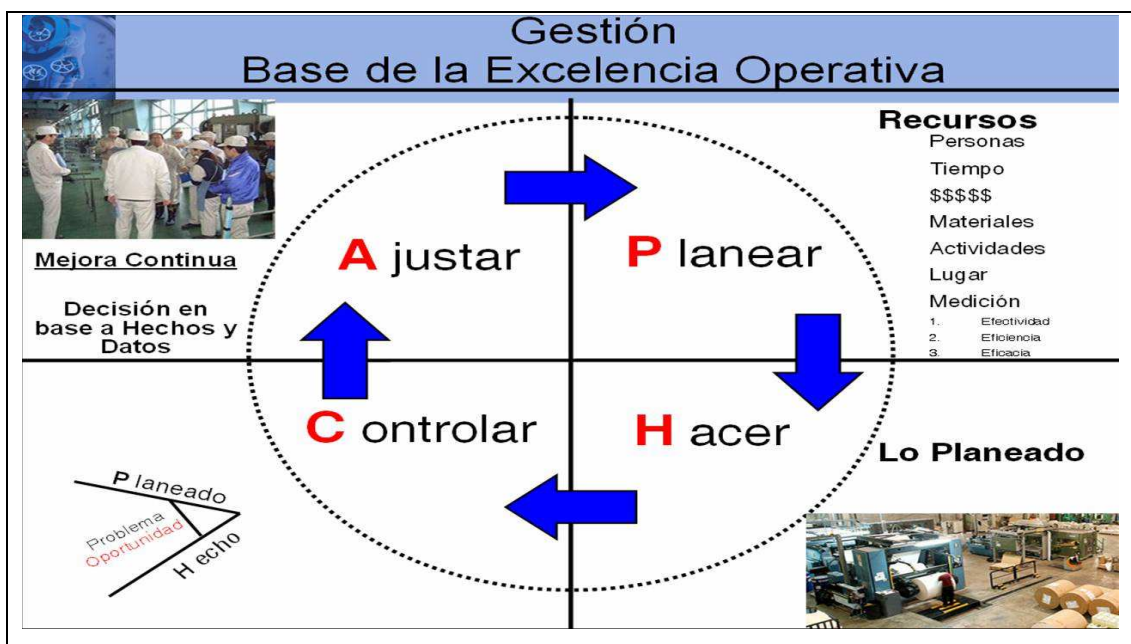 Gestión
Base de la Excelencia Operativa
Recursos
Personas
Tiempo
$$$$$
Materiales
Actividades
Lugar
Medición
1. Efectividad
2. Eficiencia
3. Eficacia
A justar
P lanear
Mejora Continua
Decisión en
base a Hechos y
Datos
C ontrolar
H acer
Lo Planeado
P laneado
Problema
Oportunidad
H echo